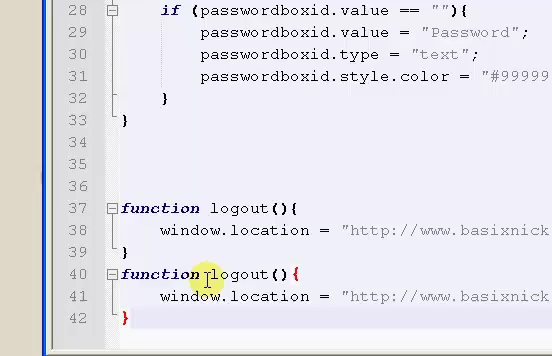 28 if (passwordboxid.value == ""){
29 passwordboxid.value = "Password";
30 passwordboxid.type = "text";
31 passwordboxid.style.color = "#99999
32 }
33 }
34
35
36
37 function logout(){
38 window.location = "http://www.basixnick
39 }
40 function logout(){
41 window.location = "http://www.basixnick
42 }